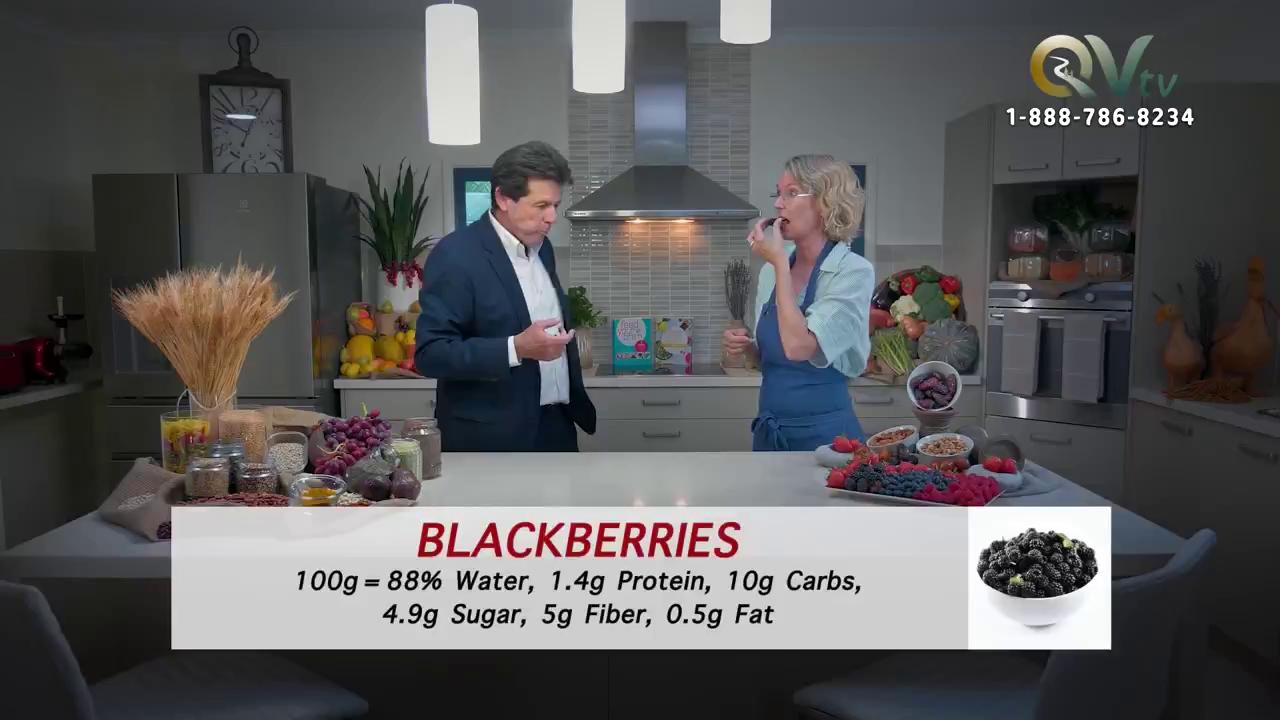 QVtv
1-888-786-8234
BLACKBERRIES
100g = 88% Water, 1.4g Protein, 10g Carbs,
4.9g Sugar, 5g Fiber, 0.5g Fat